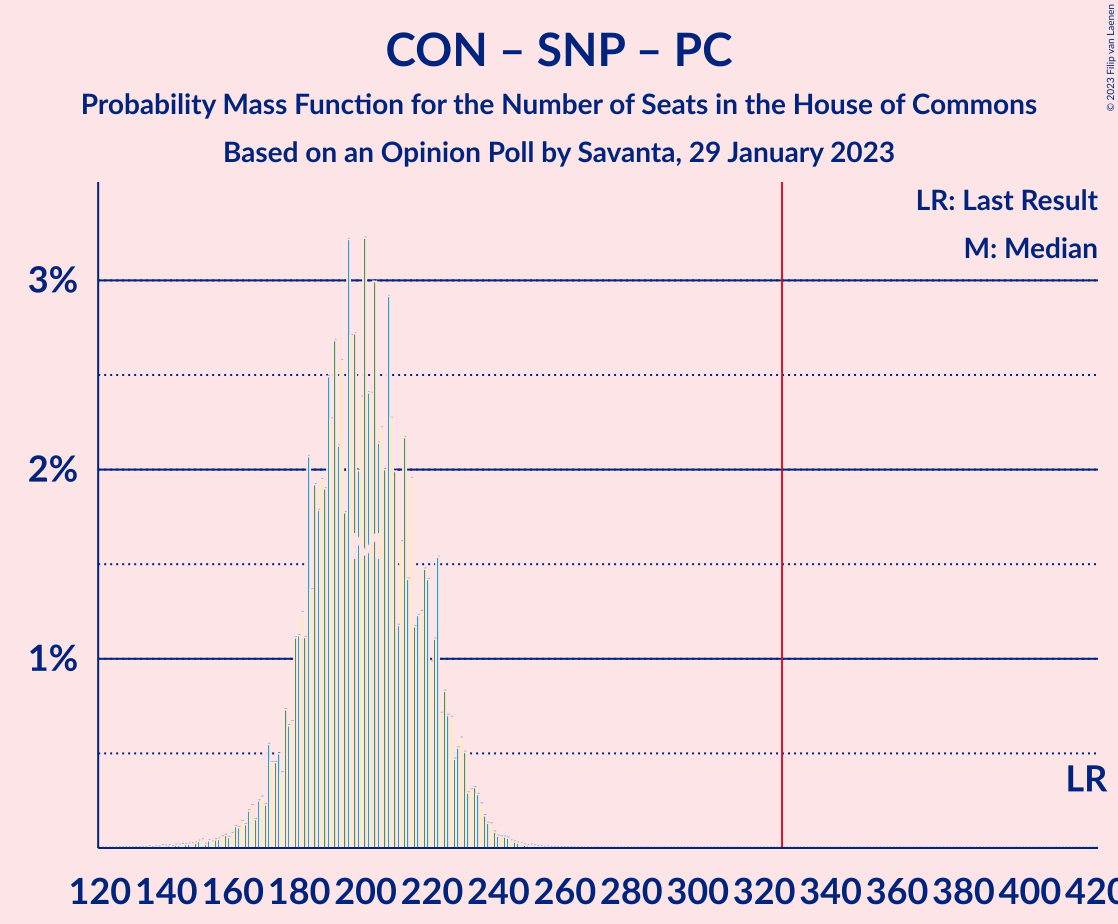 CON – SNP – PC
Probability Mass Function for the Number of Seats in the House of Commons
Based on an Opinion Poll by Savanta, 29 January 2023
© 2023 Filip van Laenen
LR: Last Result
M: Median
3%
2%
1%
LR
120 140 160 180 200 220 240 260 280 300 320 340 360 380 400 420